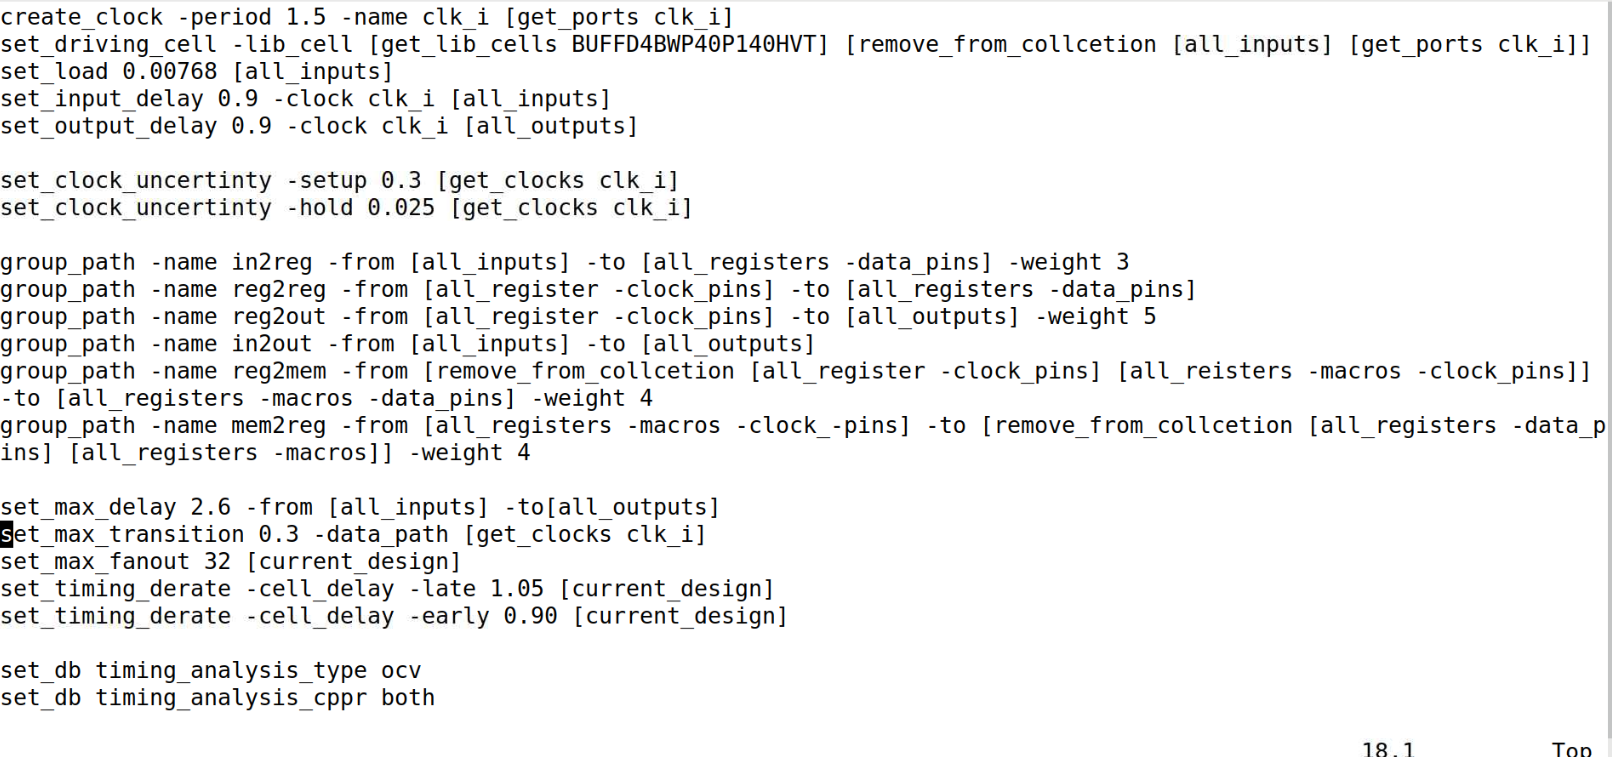 create_clock -period 1.5 -name clk_i [get_ports clk_i]
set_driving_cell -lib_cell [get_lib_cells BUFFD4BWP40P140HVT] [remove_from_collcetion [all_inputs] [get_ports clk_i]]
set_load 0.00768 [all_inputs]
set_input_delay 0.9 -clock clk_i [all_inputs]
set_output_delay 0.9 -clock clk_i [all_outputs]
set_clock_uncertinty -setup 0.3 [get_clocks clk_i]
set_clock_uncertinty -hold 0.025 [get_clocks clk_i]
group_path -name in2reg -from [all_inputs] -to [all_registers -data_pins] -weight 3
group_path -name reg2reg -from [all_register -clock_pins] -to [all_registers -data_pins]
group_path -name reg2out -from [all_register -clock_pins] -to [all_outputs] -weight 5
group_path -name in2out -from [all_inputs] -to [all_outputs]
group_path -name reg2mem -from [remove_from_collcetion [all_register -clock_pins] [all_reisters -macros -clock_pins]]
-to [all_registers -macros -data_pins] -weight 4
group_path -name mem2reg -from [all_registers -macros -clock_-pins] -to [remove_from_collcetion [all_registers -data_p
ins] [all_registers -macros]] -weight 4
set_max_delay 2.6 -from [all_inputs] -to[all_outputs]
set_max_transition 0.3 -data_path [get_clocks clk_i]
set_max_fanout 32 [current_design]
set_timing_derate -cell_delay -late 1.05 [current_design]
set_timing_derate -cell_delay -early 0.90 [current_design]
set_db timing_analysis_type ocv
set_db timing_analysis_cppr both
18,1 Top